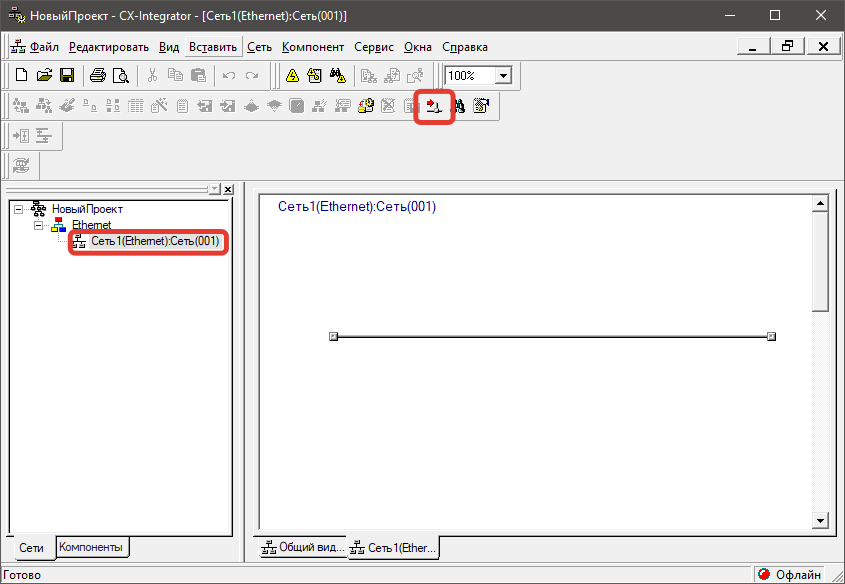 НовыйПроект - CX-Integrator - [Сеть1(Ethernet):Сеть(001)]
Файл Редактировать Вид Вставить Сеть Компонент Сервис Окна Справка
100%
НовыйПроект
Ethernet
Сеть1(Ethernet):Сеть(001)
Сеть1(Ethernet):Сеть(001)
Сети Компоненты
Общий вид... Сеть1(Ether...
Готово Офлайн